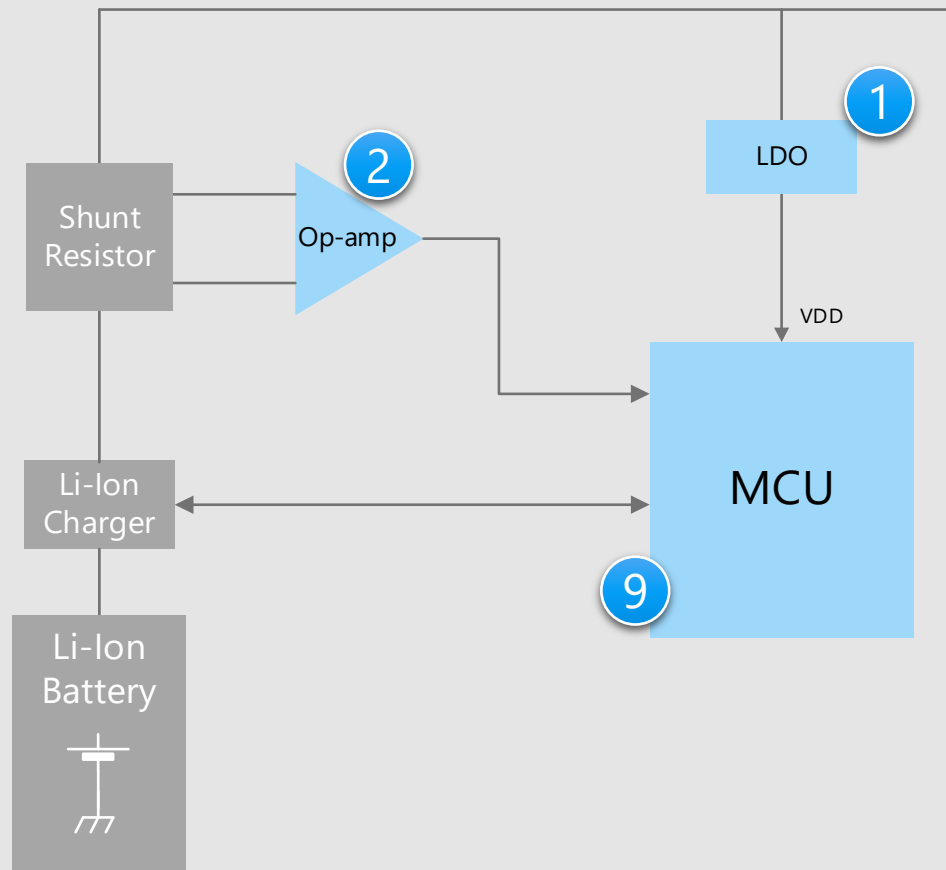 1
LDO
2
Shunt
Resistor
Op-amp
VDD
Li-Ion
Charger
MCU
9
Li-Ion
Battery